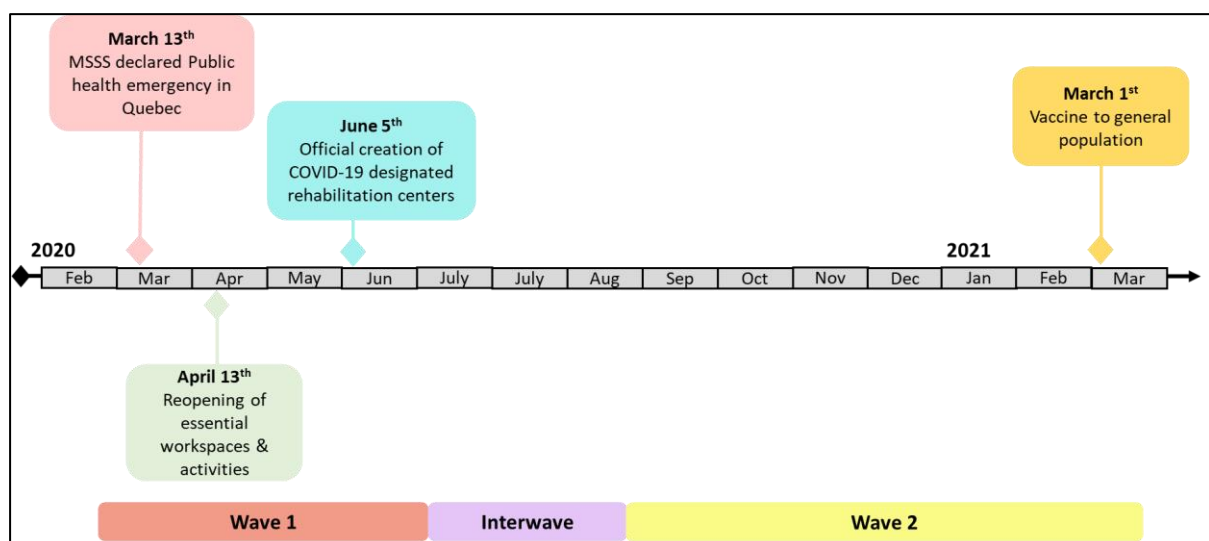 March 13th
MSSS declared Public
health emergency in
Quebec
June 5th
Official creation of
COVID-19 designated
rehabilitation centers
March 1st
Vaccine to general
population
2020
2021
Feb Mar Apr May Jun July July Aug Sep Oct Nov Dec Jan Feb Mar
April 13th
Reopening of
essential
workspaces &
activities
Wave 1 Interwave Wave 2